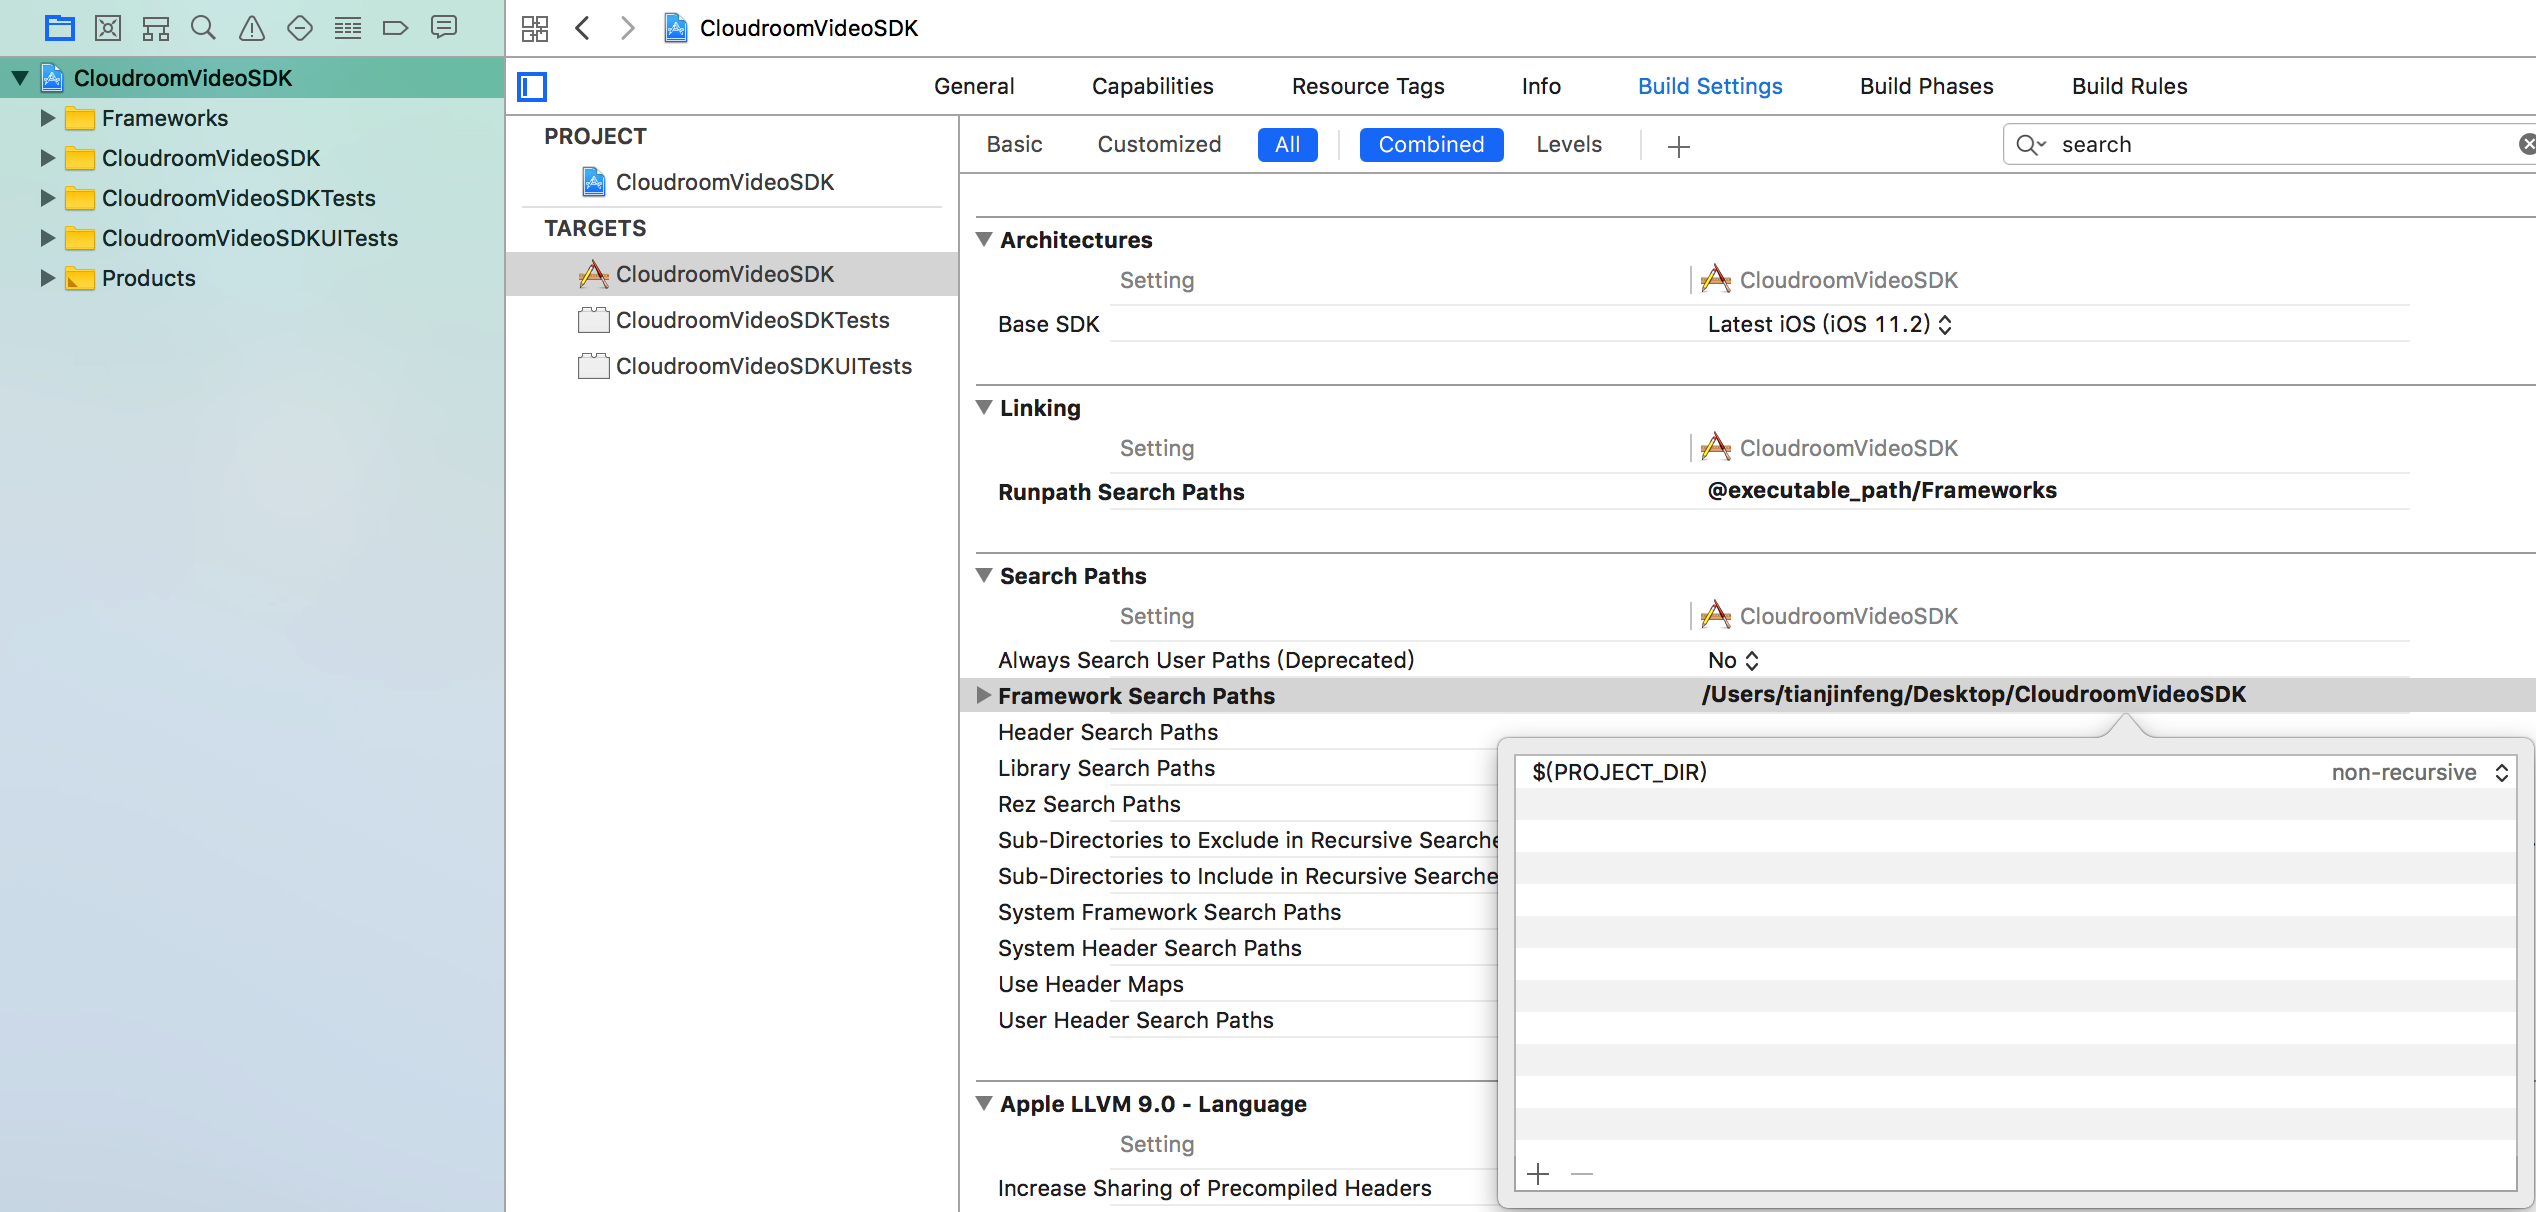 CloudroomVideoSDK
CloudroomVideoSDK
Frameworks
CloudroomVideoSDK
CloudroomVideoSDKTests
CloudroomVideoSDKUITests
Products
General Capabilities Resource Tags Info Build Settings Build Phases Build Rules
PROJECT
CloudroomVideoSDK
TARGETS
CloudroomVideoSDK
CloudroomVideoSDKTests
CloudroomVideoSDKUITests
Basic Customized All Combined Levels search
Architectures
Setting CloudroomVideoSDK
Base SDK Latest iOS (iOS 11.2)
Linking
Setting CloudroomVideoSDK
Runpath Search Paths @executable_path/Frameworks
Search Paths
Setting CloudroomVideoSDK
Always Search User Paths (Deprecated) No
Framework Search Paths /Users/tianjinfeng/Desktop/CloudroomVideoSDK
Header Search Paths
Library Search Paths
Rez Search Paths
Sub-Directories to Exclude in Recursive Searche
Sub-Directories to Include in Recursive Searche
System Framework Search Paths
System Header Search Paths
Use Header Maps
User Header Search Paths
$(PROJECT_DIR) non-recursive
Apple LLVM 9.0 - Language
Setting
Increase Sharing of Precompiled Headers